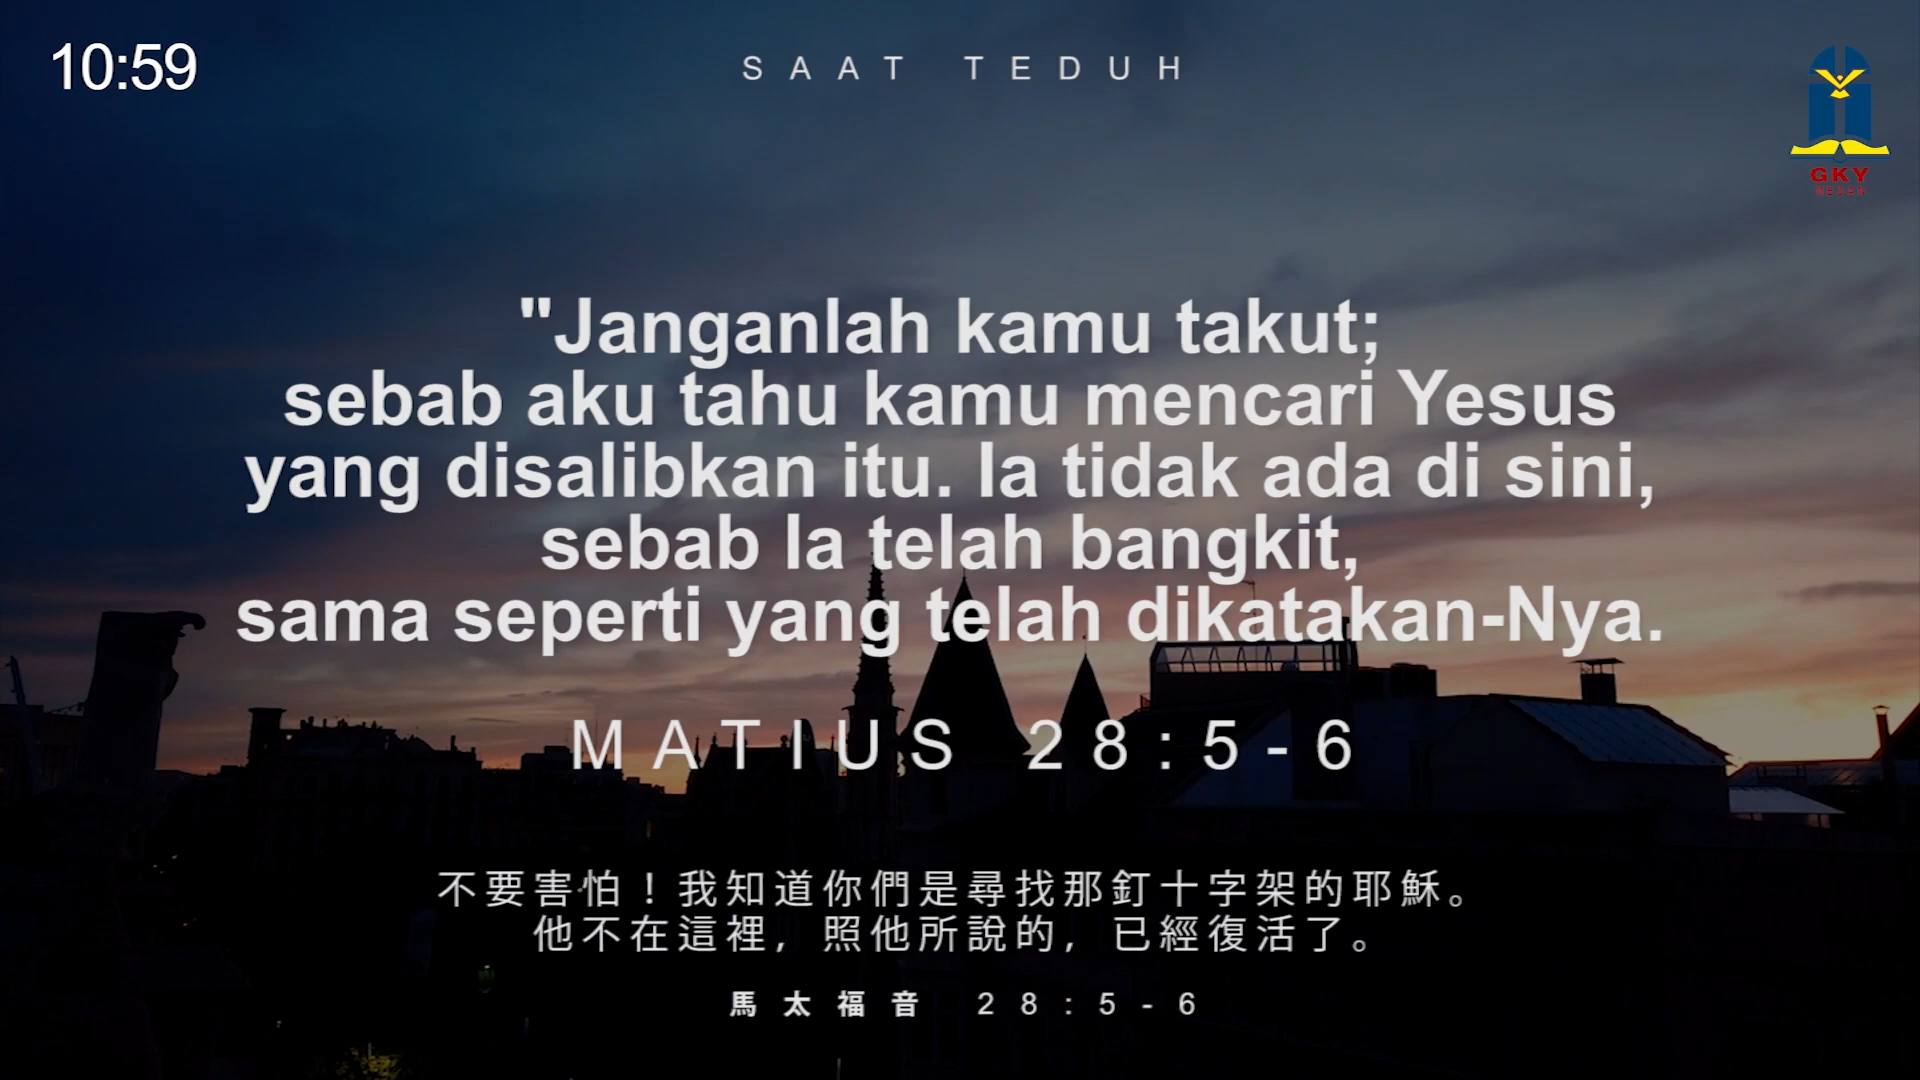 10:59
SAAT TEDUH
GKY
MEDAN
"Janganlah kamu takut;
sebab aku tahu kamu mencari Yesus
yang disalibkan itu. Ia tidak ada di sini,
sebab Ia telah bangkit,
sama seperti yang telah dikatakan-Nya.
MATIUS 28:5-6
不要害怕！我知道你們是尋找那釘十字架的耶穌。
他不在這裡，照他所說的，已經復活了。
馬太福音 28:5-6